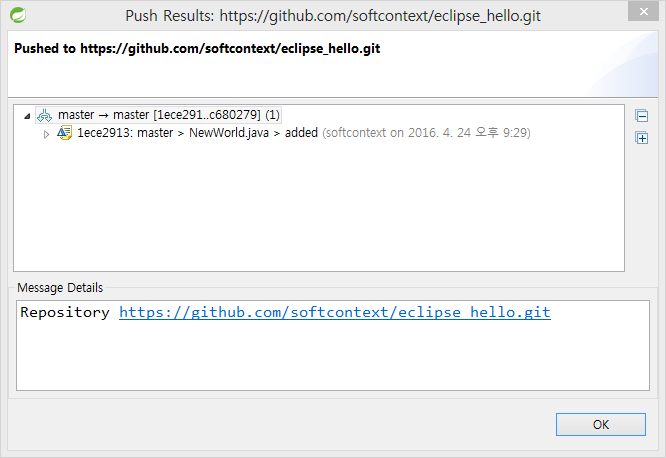 Push Results: https://github.com/softcontext/eclipse_hello.git
Pushed to https://github.com/softcontext/eclipse_hello.git
master → master [1ece291..c680279] (1)
1ece2913: master > NewWorld.java > added (softcontext on 2016. 4. 24 오후 9:29)
Message Details
Repository https://github.com/softcontext/eclipse_hello.git
OK